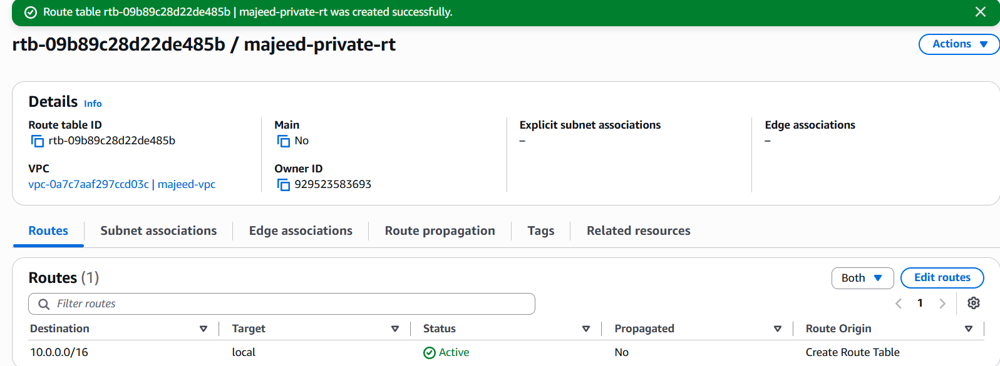 Route table rtb-09b89c28d22de485b | majeed-private-rt was created successfully.
rtb-09b89c28d22de485b / majeed-private-rt
Actions
Details Info
Route table ID
rtb-09b89c28d22de485b
Main
No
Explicit subnet associations
–
Edge associations
–
VPC
vpc-0a7c7aaf297ccd03c | majeed-vpc
Owner ID
929523583693
Routes Subnet associations Edge associations Route propagation Tags Related resources
Routes (1)
Both Edit routes
Filter routes
1
Destination Target Status Propagated Route Origin
10.0.0.0/16 local Active No Create Route Table